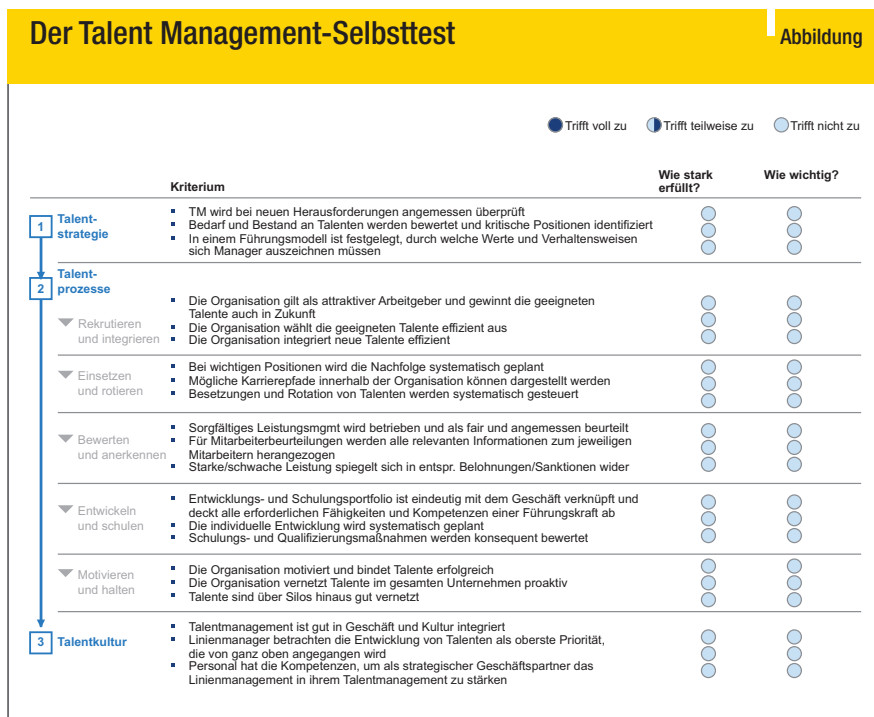 Der Talent Management-Selbsttest
Abbildung
Trifft voll zu
Trifft teilweise zu
Trifft nicht zu
Kriterium
Wie stark
erfüllt?
Wie wichtig?
1
Talent-
strategie
TM wird bei neuen Herausforderungen angemessen überprüft
Bedarf und Bestand an Talenten werden bewertet und kritische Positionen identifiziert
In einem Führungsmodell ist festgelegt, durch welche Werte und Verhaltensweisen
sich Manager auszeichnen müssen
2
Talent-
prozesse
Rekrutieren
und integrieren
Die Organisation gilt als attraktiver Arbeitgeber und gewinnt die geeigneten
Talente auch in Zukunft
Die Organisation wählt die geeigneten Talente effizient aus
Die Organisation integriert neue Talente effizient
Einsetzen
und rotieren
Bei wichtigen Positionen wird die Nachfolge systematisch geplant
Mögliche Karrierepfade innerhalb der Organisation können dargestellt werden
Besetzungen und Rotation von Talenten werden systematisch gesteuert
Bewerten
und anerkennen
Sorgfältiges Leistungsmgmt wird betrieben und als fair und angemessen beurteilt
Für Mitarbeiterbeurteilungen werden alle relevanten Informationen zum jeweiligen
Mitarbeitern herangezogen
Starke/schwache Leistung spiegelt sich in entspr. Belohnungen/Sanktionen wider
Entwickeln
und schulen
Entwicklungs- und Schulungsportfolio ist eindeutig mit dem Geschäft verknüpft und
deckt alle erforderlichen Fähigkeiten und Kompetenzen einer Führungskraft ab
Die individuelle Entwicklung wird systematisch geplant
Schulungs- und Qualifizierungsmaßnahmen werden konsequent bewertet
Motivieren
und halten
Die Organisation motiviert und bindet Talente erfolgreich
Die Organisation vernetzt Talente im gesamten Unternehmen proaktiv
Talente sind über Silos hinaus gut vernetzt
3
Talentkultur
Talentmanagement ist gut in Geschäft und Kultur integriert
Linienmanager betrachten die Entwicklung von Talenten als oberste Priorität,
die von ganz oben angegangen wird
Personal hat die Kompetenzen, um als strategischer Geschäftspartner das
Linienmanagement in ihrem Talentmanagement zu stärken